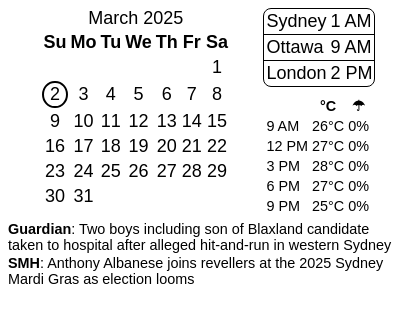 March 2025
Su Mo Tu We Th Fr Sa
1
2 3 4 5 6 7 8
9 10 11 12 13 14 15
16 17 18 19 20 21 22
23 24 25 26 27 28 29
30 31
Sydney 1 AM
Ottawa 9 AM
London 2 PM
°C ☂
9 AM 26°C 0%
12 PM 27°C 0%
3 PM 28°C 0%
6 PM 27°C 0%
9 PM 25°C 0%
Guardian: Two boys including son of Blaxland candidate
taken to hospital after alleged hit-and-run in western Sydney
SMH: Anthony Albanese joins revellers at the 2025 Sydney
Mardi Gras as election looms